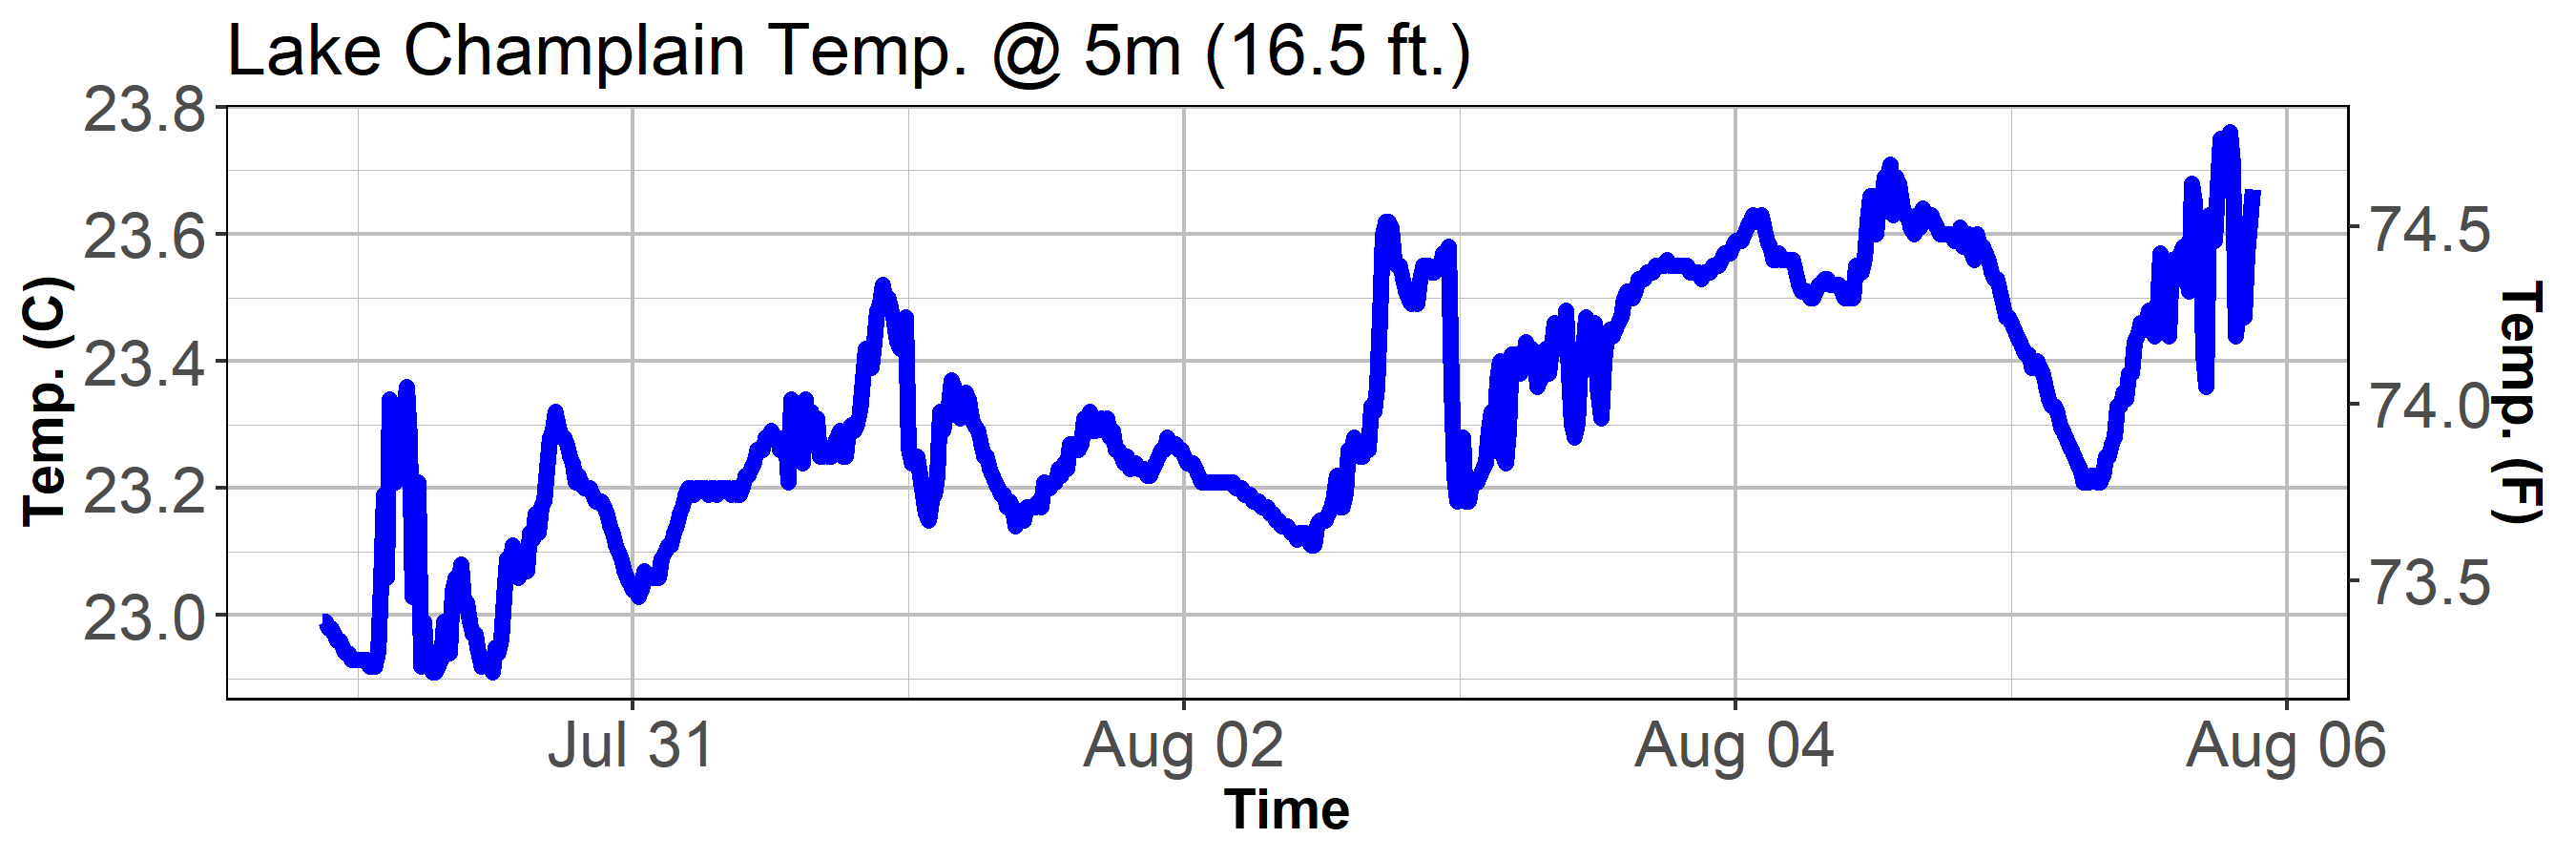 Lake Champlain Temp. @ 5m (16.5 ft.)
Temp. (C)
23.8
23.6
23.4
23.2
23.0
74.5
74.0
73.5
Temp. (F)
Jul 31
Aug 02
Aug 04
Aug 06
Time